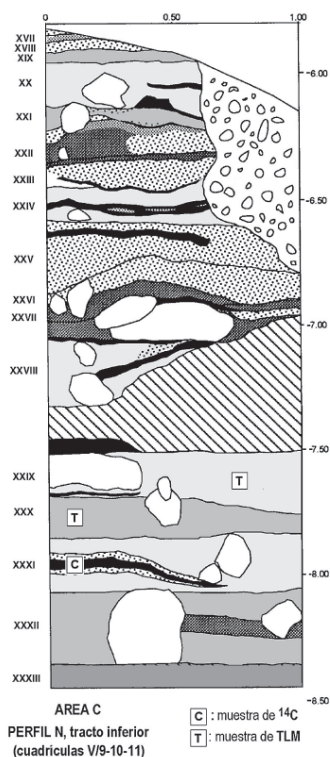 0 0.50 1.00
XVII
XVIII
XIX
-6.00
XX
XXI
XXII
XXIII
-6.50
XXIV
XXV
XXVI
XXVII
-7.00
XXVIII
-7.50
XXIX
T
XXX
T
XXXI
C
-8.00
XXXII
XXXIII
-8.50
AREA C
PERFIL N, tracto inferior
(cuadriculas V/9-10-11)
C : muestra de ¹⁴C
T : muestra de TLM